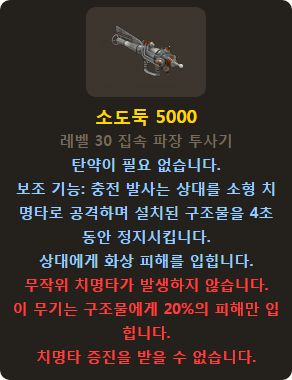 소도둑 5000
레벨 30 집속 파장 투사기
탄약이 필요 없습니다.
보조 기능: 충전 발사는 상대를 소형 치
명타로 공격하며 설치된 구조물을 4초
동안 정지시킵니다.
상대에게 화상 피해를 입힙니다.
무작위 치명타가 발생하지 않습니다.
이 무기는 구조물에게 20%의 피해만 입
힙니다.
치명타 증진을 받을 수 없습니다.